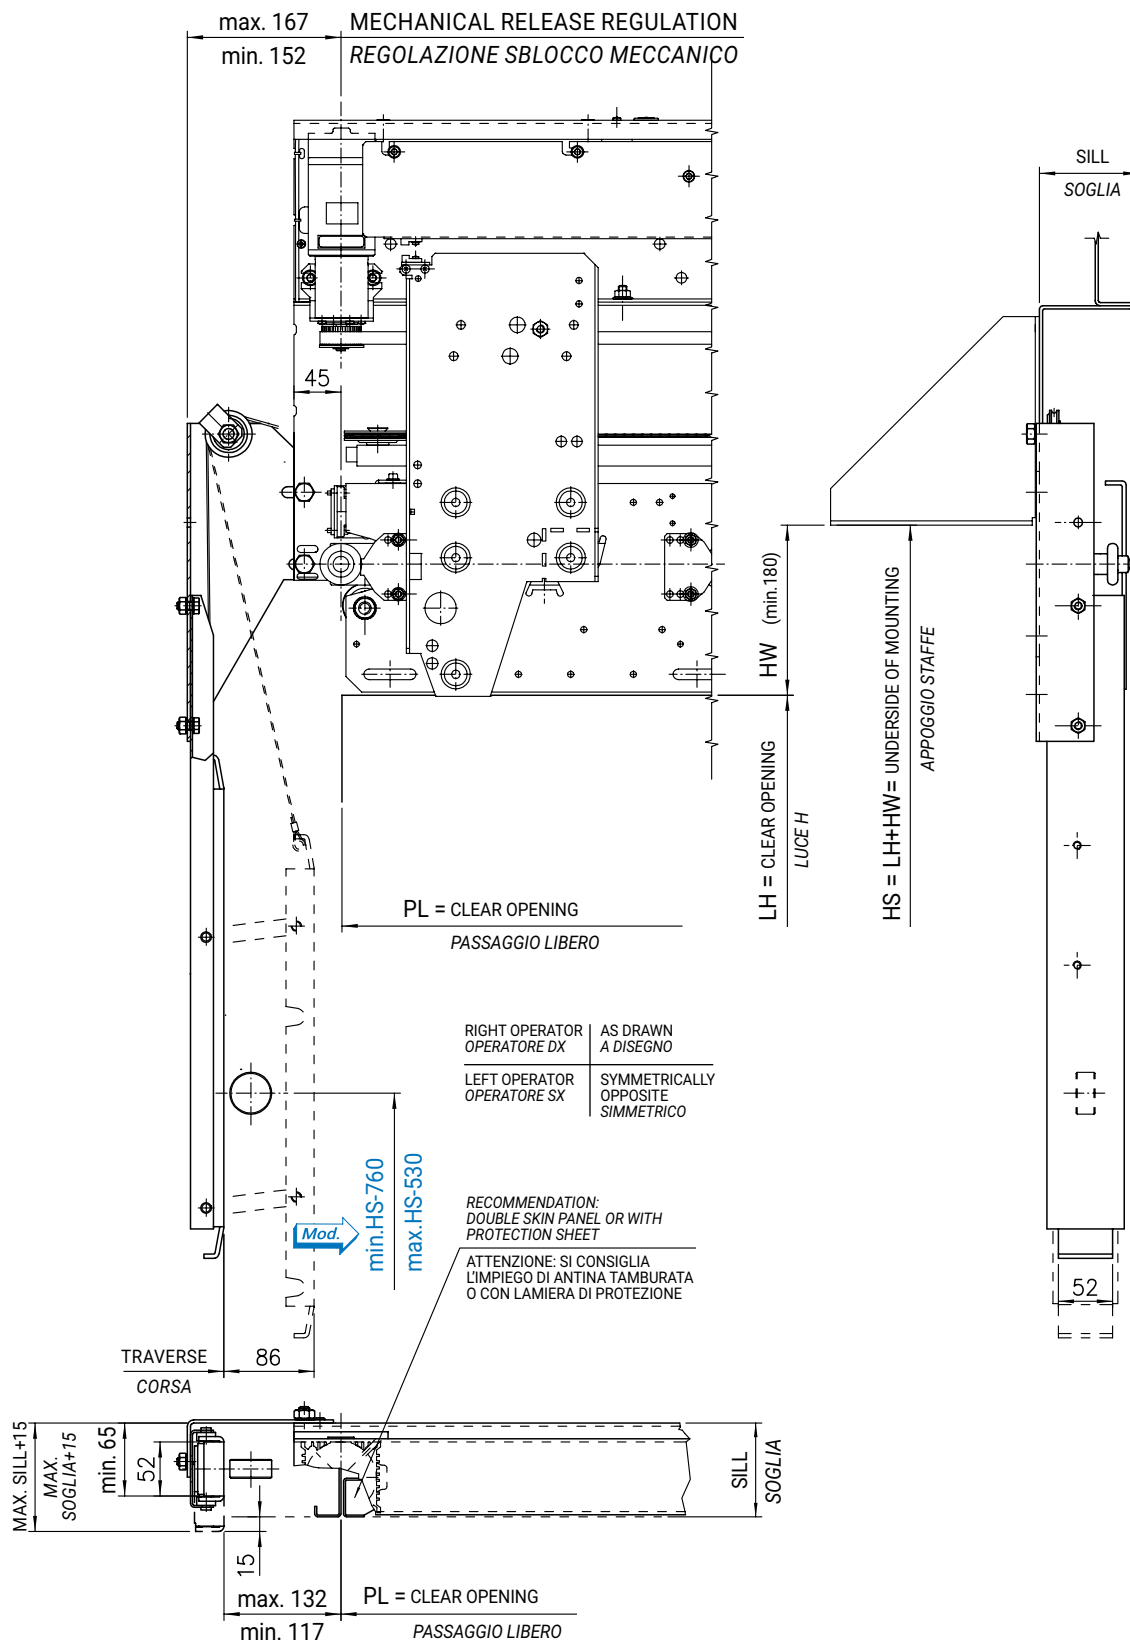 max. 167
min. 152
MECHANICAL RELEASE REGULATION
REGOLAZIONE SBLOCCO MECCANICO
SILL
SOGLIA
45
HW (min.180)
LH = CLEAR OPENING
LUCE H
HS = LH+HW= UNDERSIDE OF MOUNTING
APPOGGIO STAFFE
PL = CLEAR OPENING
PASSAGGIO LIBERO
RIGHT OPERATOR
OPERATORE DX
AS DRAWN
A DISEGNO
LEFT OPERATOR
OPERATORE SX
SYMMETRICALLY
OPPOSITE
SIMMETRICO
min.HS-760
max.HS-530
Mod.
RECOMMENDATION:
DOUBLE SKIN PANEL OR WITH
PROTECTION SHEET
ATTENZIONE: SI CONSIGLIA
L'IMPIEGO DI ANTINA TAMBURATA
O CON LAMIERA DI PROTEZIONE
52
TRAVERSE
CORSA
86
MAX. SILL+15
MAX.
SOGLIA+15
min. 65
52
15
SILL
SOGLIA
max. 132
min. 117
PL = CLEAR OPENING
PASSAGGIO LIBERO